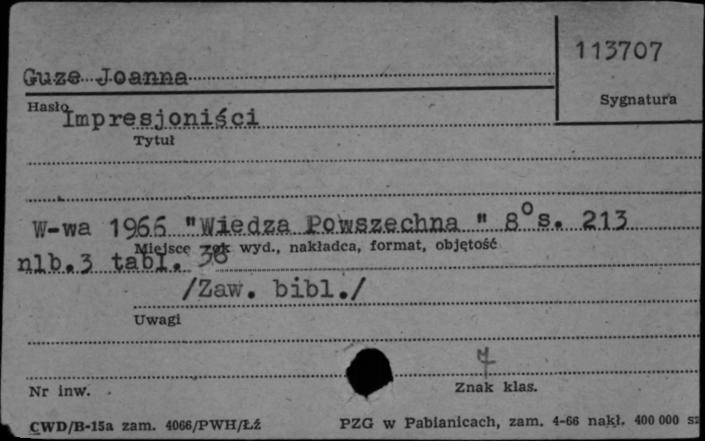 113707
Guze Joanna
Hasło
Sygnatura
Impresjoniści
Tytuł
W-wa 1966 "Wiedza Powszechna " 8° s. 213
Miejsce rok wyd., nakładca, format, objętość
nlb.3 tabl. 36
/Zaw. bibl./
Uwagi
7
Nr inw.
Znak klas.
CWD/B-15a zam. 4066/PWH/Łź
PZG w Pabianicach, zam. 4-66 nakł. 400 000 sz